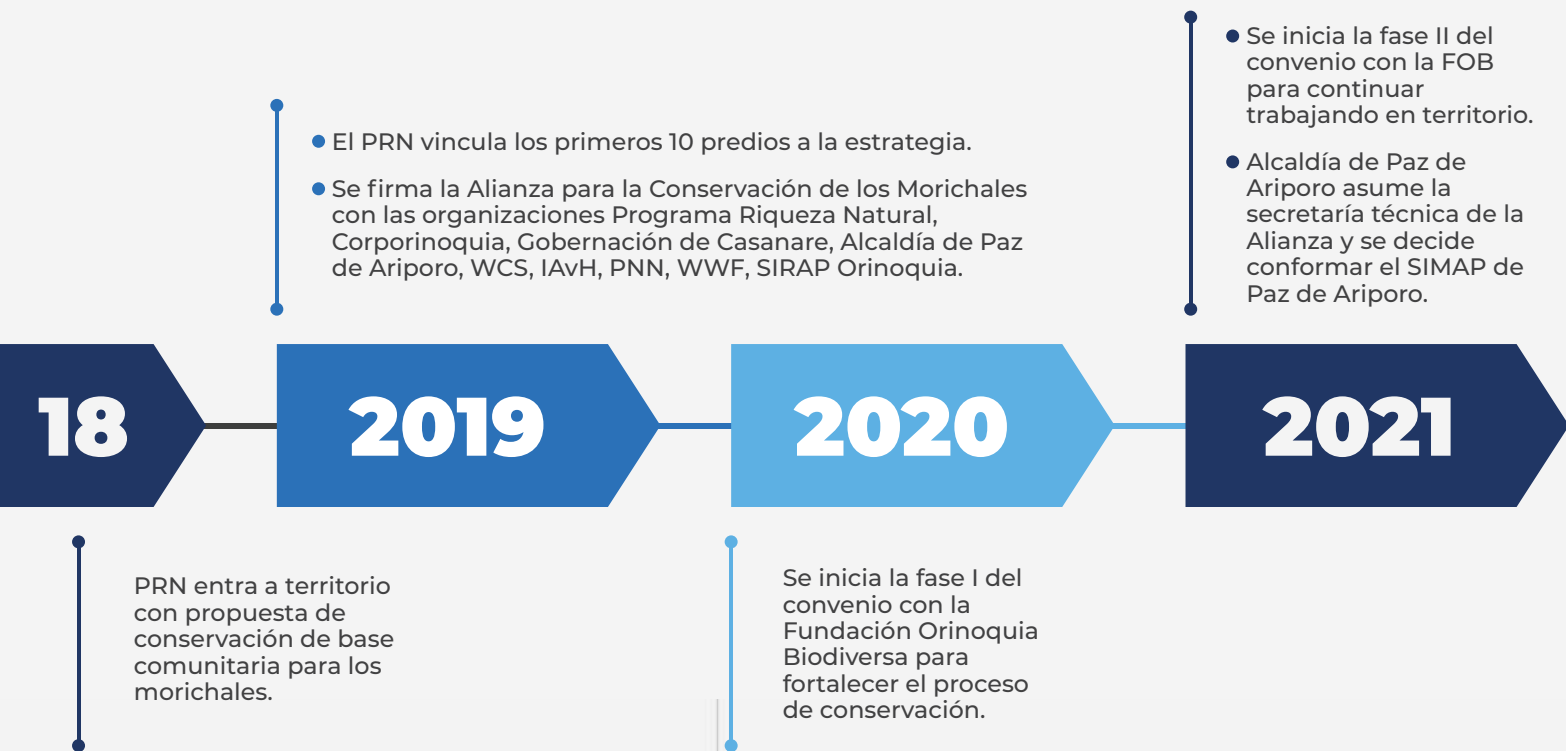 18
PRN entra a territorio
con propuesta de
conservación de base
comunitaria para los
morichales.
2019
El PRN vincula los primeros 10 predios a la estrategia.
Se firma la Alianza para la Conservación de los Morichales
con las organizaciones Programa Riqueza Natural,
Corporinoquia, Gobernación de Casanare, Alcaldía de Paz
de Ariporo, WCS, IAvH, PNN, WWF, SIRAP Orinoquia.
2020
Se inicia la fase I del
convenio con la
Fundación Orinoquia
Biodiversa para
fortalecer el proceso
de conservación.
2021
Se inicia la fase II del
convenio con la FOB
para continuar
trabajando en territorio.
Alcaldía de Paz de
Ariporo asume la
secretaría técnica de la
Alianza y se decide
conformar el SIMAP de
Paz de Ariporo.